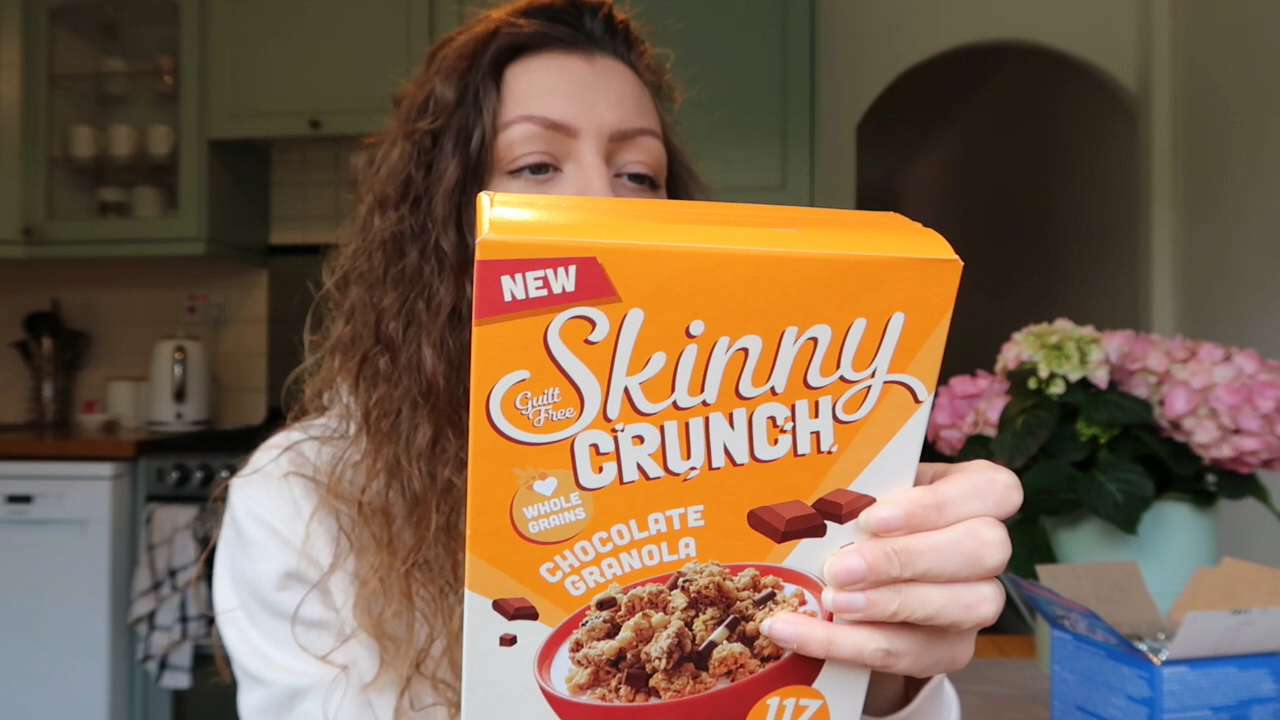 NEW
Skinny
Guilt
Free
CRUNCH
WHOLE
GRAINS
CHOCOLATE
GRANOLA
117